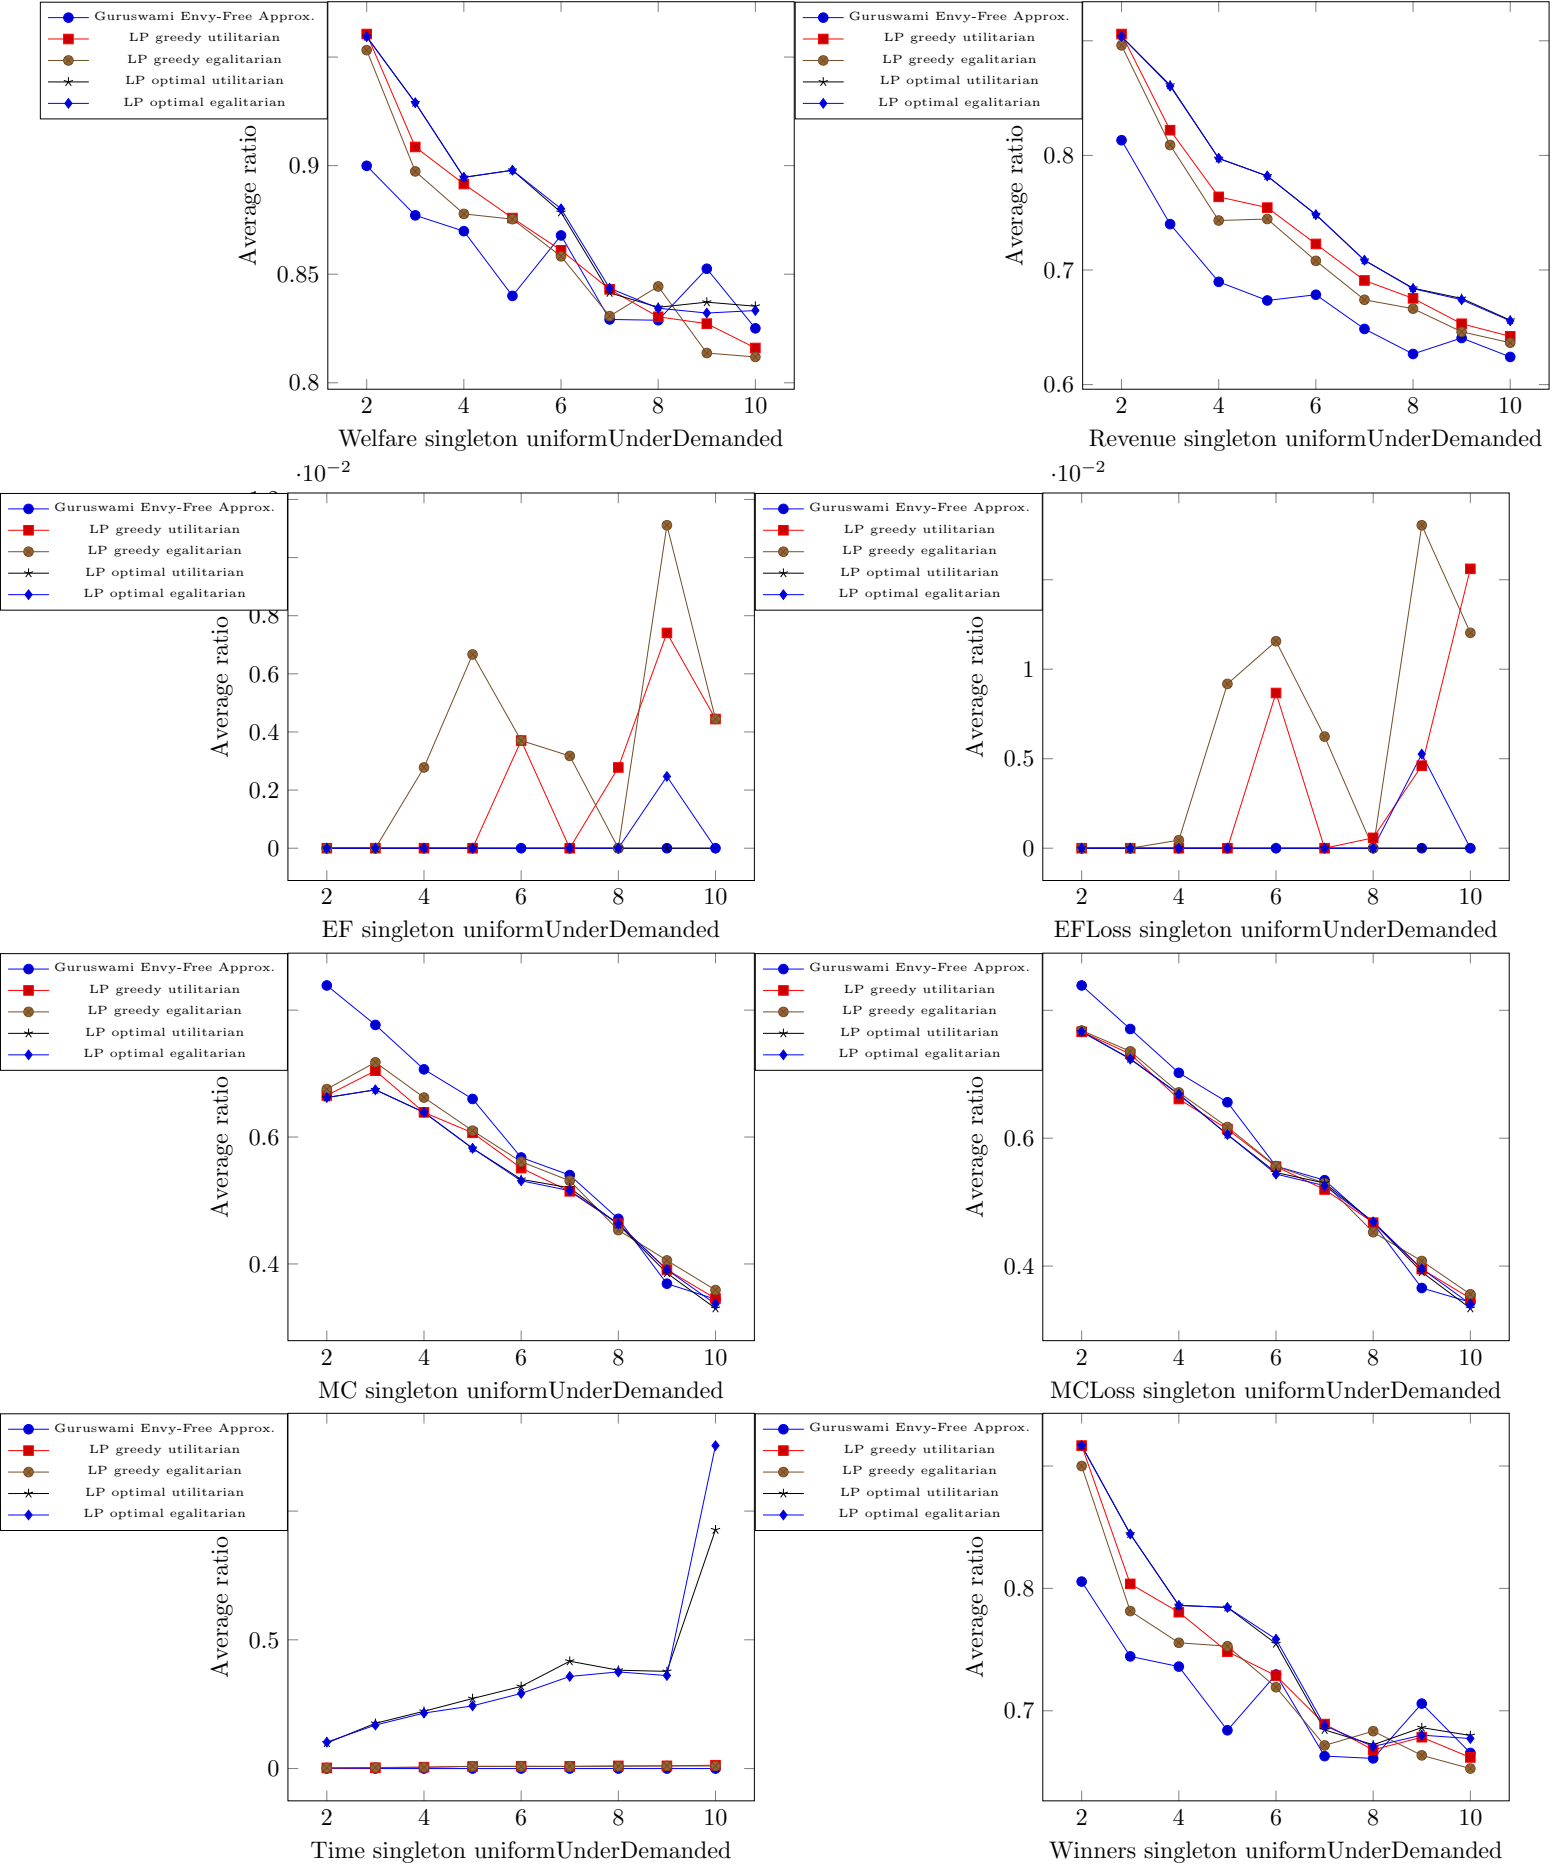 Guruswami Envy-Free Approx.
LP greedy utilitarian
LP greedy egalitarian
LP optimal utilitarian
LP optimal egalitarian
Average ratio
0.9
0.85
0.8
2 4 6 8 10
Welfare singleton uniformUnderDemanded
Guruswami Envy-Free Approx.
LP greedy utilitarian
LP greedy egalitarian
LP optimal utilitarian
LP optimal egalitarian
Average ratio
0.8
0.7
0.6
2 4 6 8 10
Revenue singleton uniformUnderDemanded
·10−2
Guruswami Envy-Free Approx.
LP greedy utilitarian
LP greedy egalitarian
LP optimal utilitarian
LP optimal egalitarian
Average ratio
0.8
0.6
0.4
0.2
0
2 4 6 8 10
EF singleton uniformUnderDemanded
·10−2
Guruswami Envy-Free Approx.
LP greedy utilitarian
LP greedy egalitarian
LP optimal utilitarian
LP optimal egalitarian
Average ratio
1
0.5
0
2 4 6 8 10
EFLoss singleton uniformUnderDemanded
Guruswami Envy-Free Approx.
LP greedy utilitarian
LP greedy egalitarian
LP optimal utilitarian
LP optimal egalitarian
Average ratio
0.6
0.4
2 4 6 8 10
MC singleton uniformUnderDemanded
Guruswami Envy-Free Approx.
LP greedy utilitarian
LP greedy egalitarian
LP optimal utilitarian
LP optimal egalitarian
Average ratio
0.6
0.4
2 4 6 8 10
MCLoss singleton uniformUnderDemanded
Guruswami Envy-Free Approx.
LP greedy utilitarian
LP greedy egalitarian
LP optimal utilitarian
LP optimal egalitarian
Average ratio
0.5
0
2 4 6 8 10
Time singleton uniformUnderDemanded
Guruswami Envy-Free Approx.
LP greedy utilitarian
LP greedy egalitarian
LP optimal utilitarian
LP optimal egalitarian
Average ratio
0.8
0.7
2 4 6 8 10
Winners singleton uniformUnderDemanded